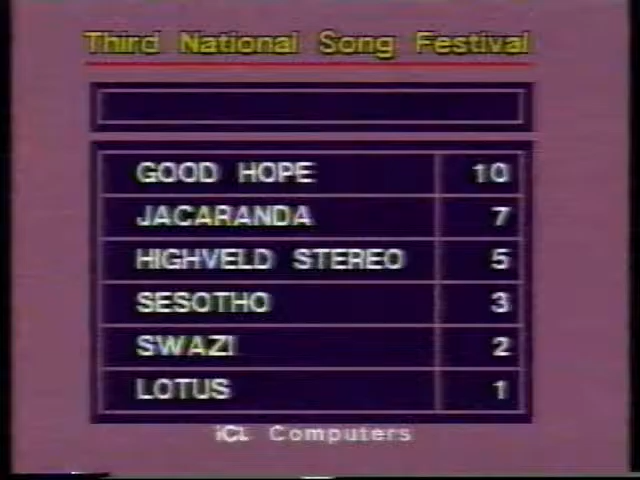 Third National Song Festival
GOOD HOPE 10
JACARANDA 7
HIGHVELD STEREO 5
SESOTHO 3
SWAZI 2
LOTUS 1
iCL Computers